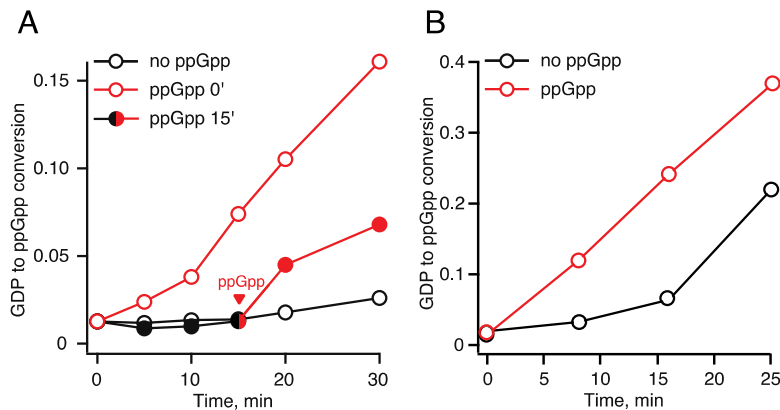 A
no ppGpp
ppGpp 0'
ppGpp 15'
GDP to ppGpp conversion
0.15
0.10
0.05
0
ppGpp
0 10 20 30
Time, min
B
no ppGpp
ppGpp
GDP to ppGpp conversion
0.4
0.3
0.2
0.1
0
0 5 10 15 20 25
Time, min